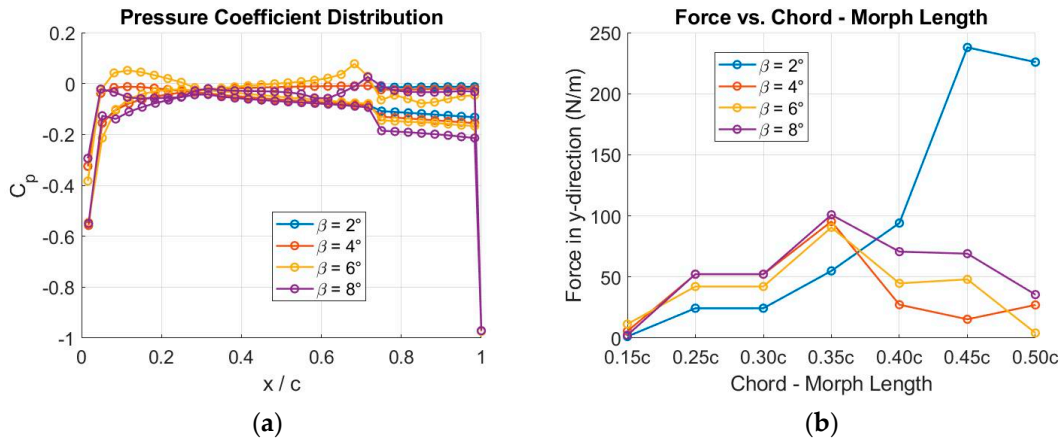 Pressure Coefficient Distribution
0.2
0
-0.2
-0.4
-0.6
-0.8
-1
C_p
β = 2°
β = 4°
β = 6°
β = 8°
0 0.2 0.4 0.6 0.8 1
x / c
(a)
Force vs. Chord - Morph Length
250
200
150
100
50
0
Force in y-direction (N/m)
β = 2°
β = 4°
β = 6°
β = 8°
0.15c 0.25c 0.30c 0.35c 0.40c 0.45c 0.50c
Chord - Morph Length
(b)